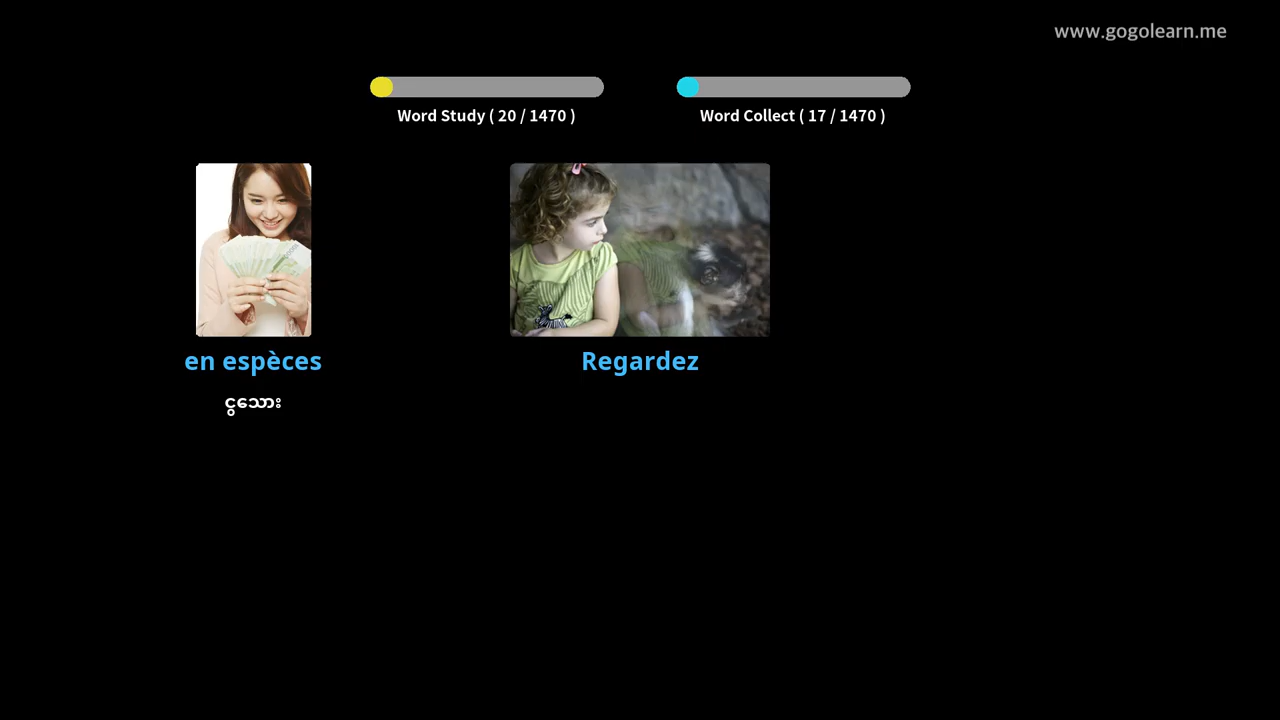 www.gogolearn.me
Word Study ( 20 / 1470 )
Word Collect ( 17 / 1470 )
en espèces
Regardez
ငွသေား